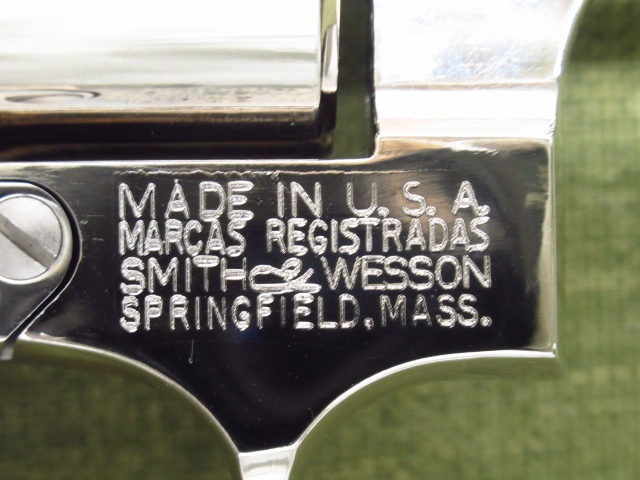 MADE IN U.S.A.
MARCAS REGISTRADAS
SMITH & WESSON
SPRINGFIELD, MASS.